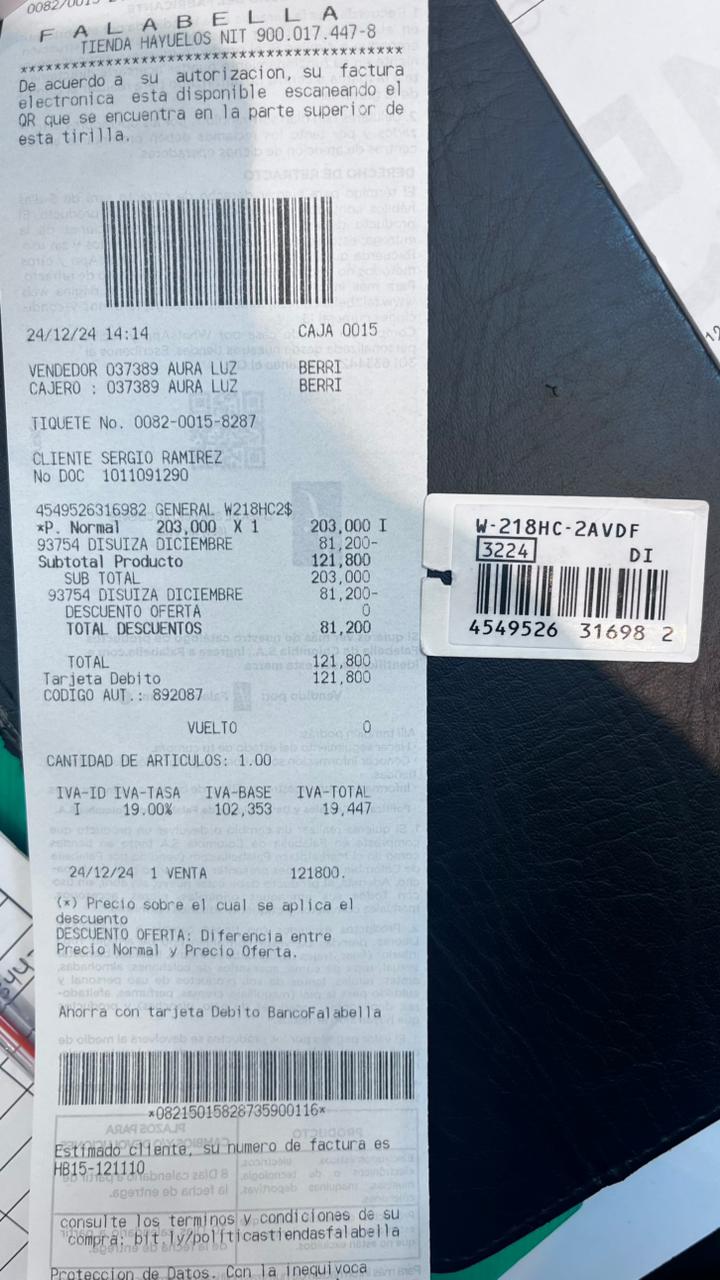 F A L A B E L L A
TIENDA HAYUELOS NIT 900.017.447-8
****************************************
De acuerdo a su autorizacion, su factura
electronica esta disponible escaneando el
QR que se encuentra en la parte superior de
esta tirilla.
24/12/24 14:14 CAJA 0015
VENDEDOR 037389 AURA LUZ BERRI
CAJERO : 037389 AURA LUZ BERRI
TIQUETE No. 0082-0015-8287
CLIENTE SERGIO RAMIREZ
No DOC 1011091290
4549526316982 GENERAL W218HC2$
*P. Normal 203,000 X 1 203,000 I
93754 DISUIZA DICIEMBRE 81,200-
Subtotal Producto 121,800
SUB TOTAL 203,000
93754 DISUIZA DICIEMBRE 81,200-
DESCUENTO OFERTA 0
TOTAL DESCUENTOS 81,200
TOTAL 121,800
Tarjeta Debito 121,800
CODIGO AUT.: 892087
VUELTO 0
CANTIDAD DE ARTICULOS: 1.00
IVA-ID IVA-TASA IVA-BASE IVA-TOTAL
I 19.00% 102,353 19,447
24/12/24 1 VENTA 121800.
(*) Precio sobre el cual se aplica el
descuento
DESCUENTO OFERTA: Diferencia entre
Precio Normal y Precio Oferta.
Ahorra con tarjeta Debito BancoFalabella
*08215015828735900116*
Estimado cliente, su numero de factura es
HB15-121110
consulte los terminos y condiciones de su
compra: bit.ly/politicastiendasfalabella
Proteccion de Datos. Con la inequivoca
W-218HC-2AVDF
3224 DI
4549526 31698 2